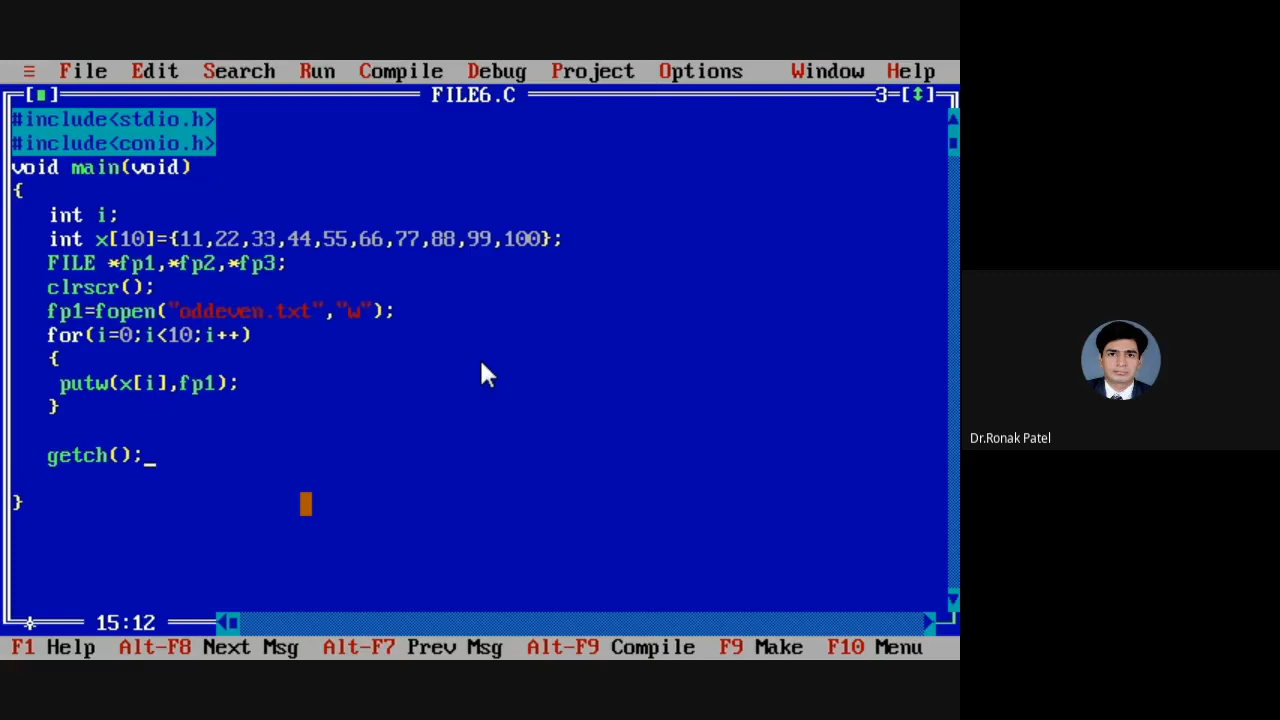 ≡ File Edit Search Run Compile Debug Project Options Window Help
[■] FILE6.C 3=[↕]
#include<stdio.h>
#include<conio.h>
void main(void)
{
int i;
int x[10]={11,22,33,44,55,66,77,88,99,100};
FILE *fp1,*fp2,*fp3;
clrscr();
fp1=fopen("oddeven.txt","w");
for(i=0;i<10;i++)
{
putw(x[i],fp1);
}
getch();_
}
15:12
F1 Help Alt-F8 Next Msg Alt-F7 Prev Msg Alt-F9 Compile F9 Make F10 Menu
Dr.Ronak Patel